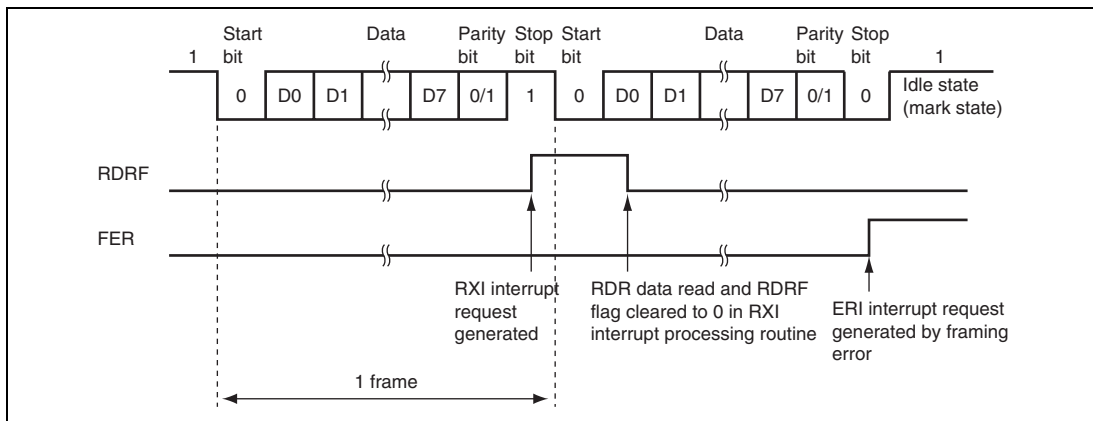 Start bit Data Parity bit Stop bit Start bit Data Parity bit Stop bit
1 1
0 D0 D1 D7 0/1 1 0 D0 D1 D7 0/1 0 Idle state (mark state)
RDRF
FER
RXI interrupt
request
generated
RDR data read and RDRF
flag cleared to 0 in RXI
interrupt processing routine
ERI interrupt request
generated by framing
error
1 frame